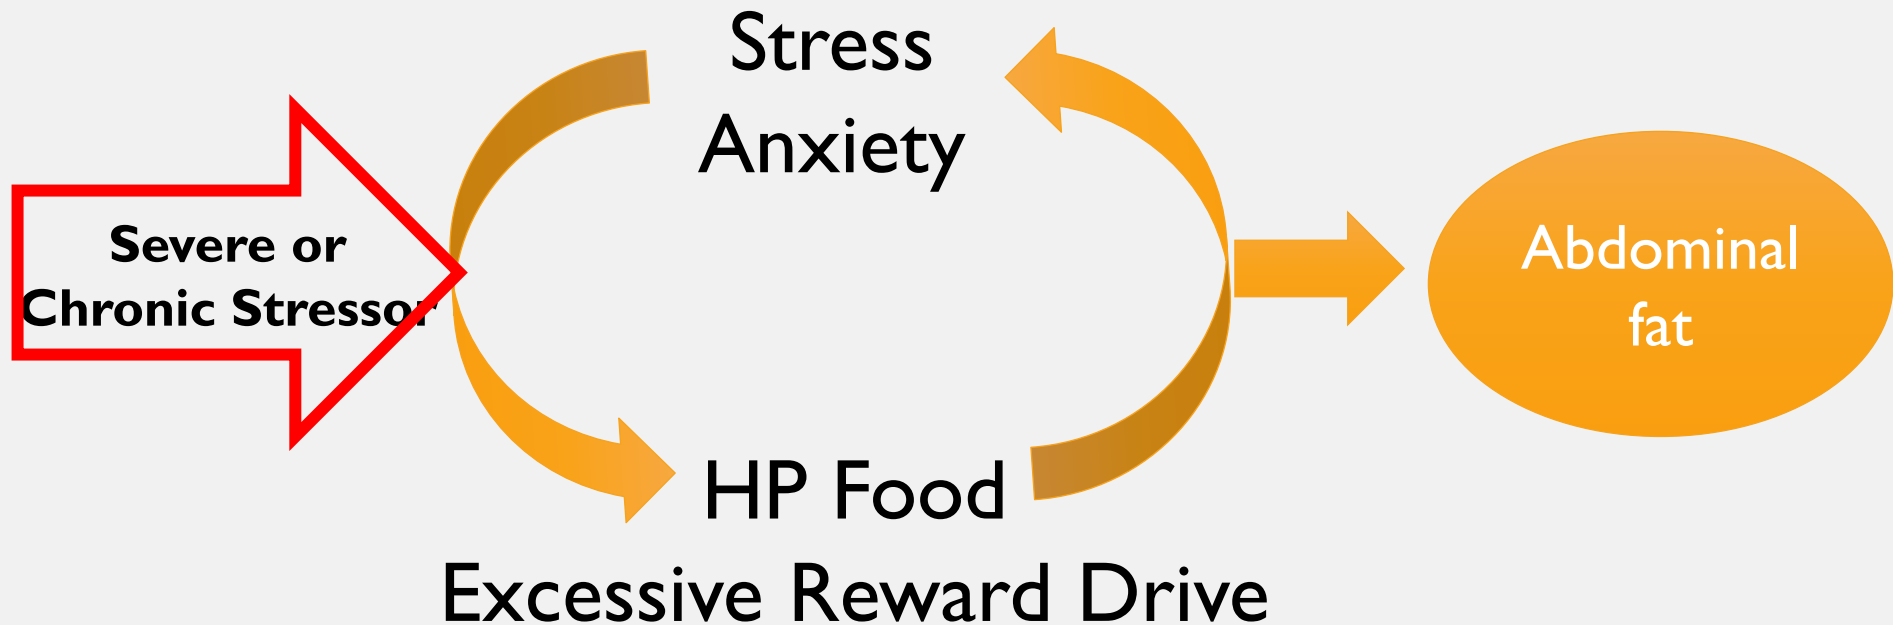 Stress
Anxiety
Severe or
Chronic Stressor
Abdominal
fat
HP Food
Excessive Reward Drive